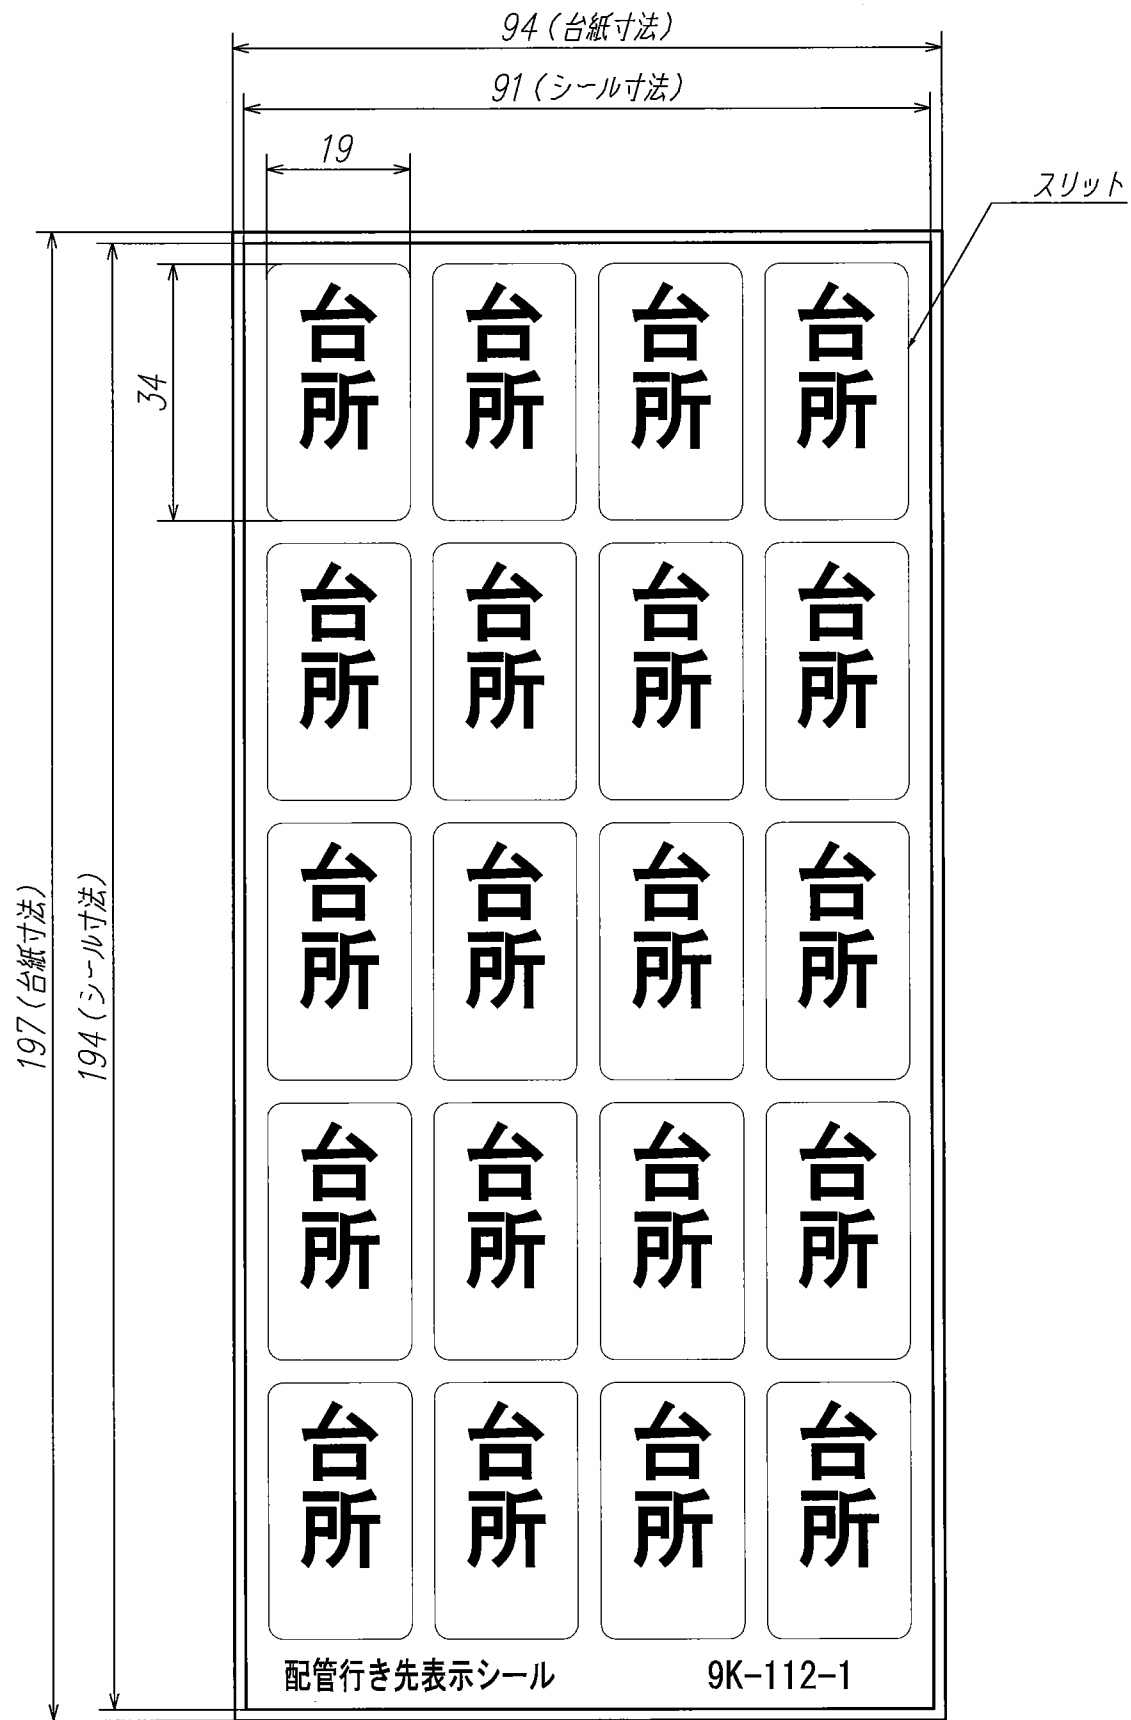 94(台紙寸法)
91(シール寸法)
19
スリット
34
197(台紙寸法)
194(シール寸法)
台所 台所 台所 台所
台所 台所 台所 台所
台所 台所 台所 台所
台所 台所 台所 台所
台所 台所 台所 台所
配管行き先表示シール 9K-112-1